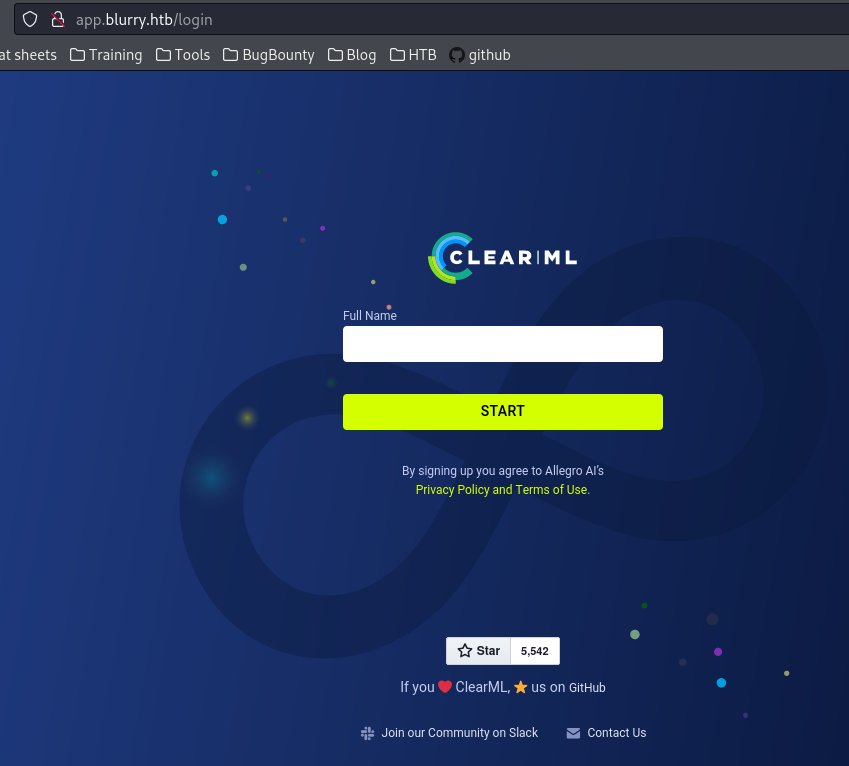 app.blurry.htb/login
at sheets Training Tools BugBounty Blog HTB github
CLEAR|ML
Full Name
START
By signing up you agree to Allegro AI's
Privacy Policy and Terms of Use.
Star 5,542
If you ❤️ ClearML, ⭐ us on GitHub
Join our Community on Slack Contact Us